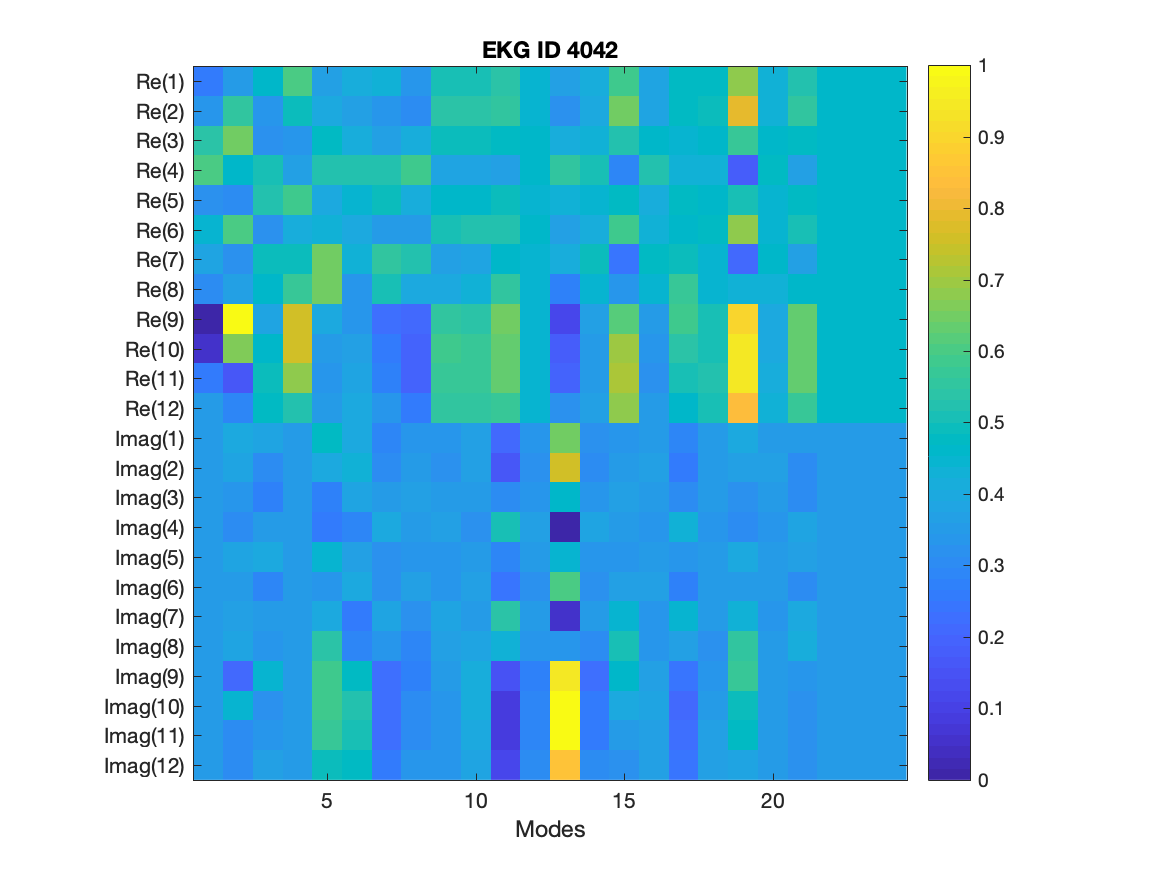 EKG ID 4042
Re(1)
Re(2)
Re(3)
Re(4)
Re(5)
Re(6)
Re(7)
Re(8)
Re(9)
Re(10)
Re(11)
Re(12)
Imag(1)
Imag(2)
Imag(3)
Imag(4)
Imag(5)
Imag(6)
Imag(7)
Imag(8)
Imag(9)
Imag(10)
Imag(11)
Imag(12)
5 10 15 20
Modes
1
0.9
0.8
0.7
0.6
0.5
0.4
0.3
0.2
0.1
0